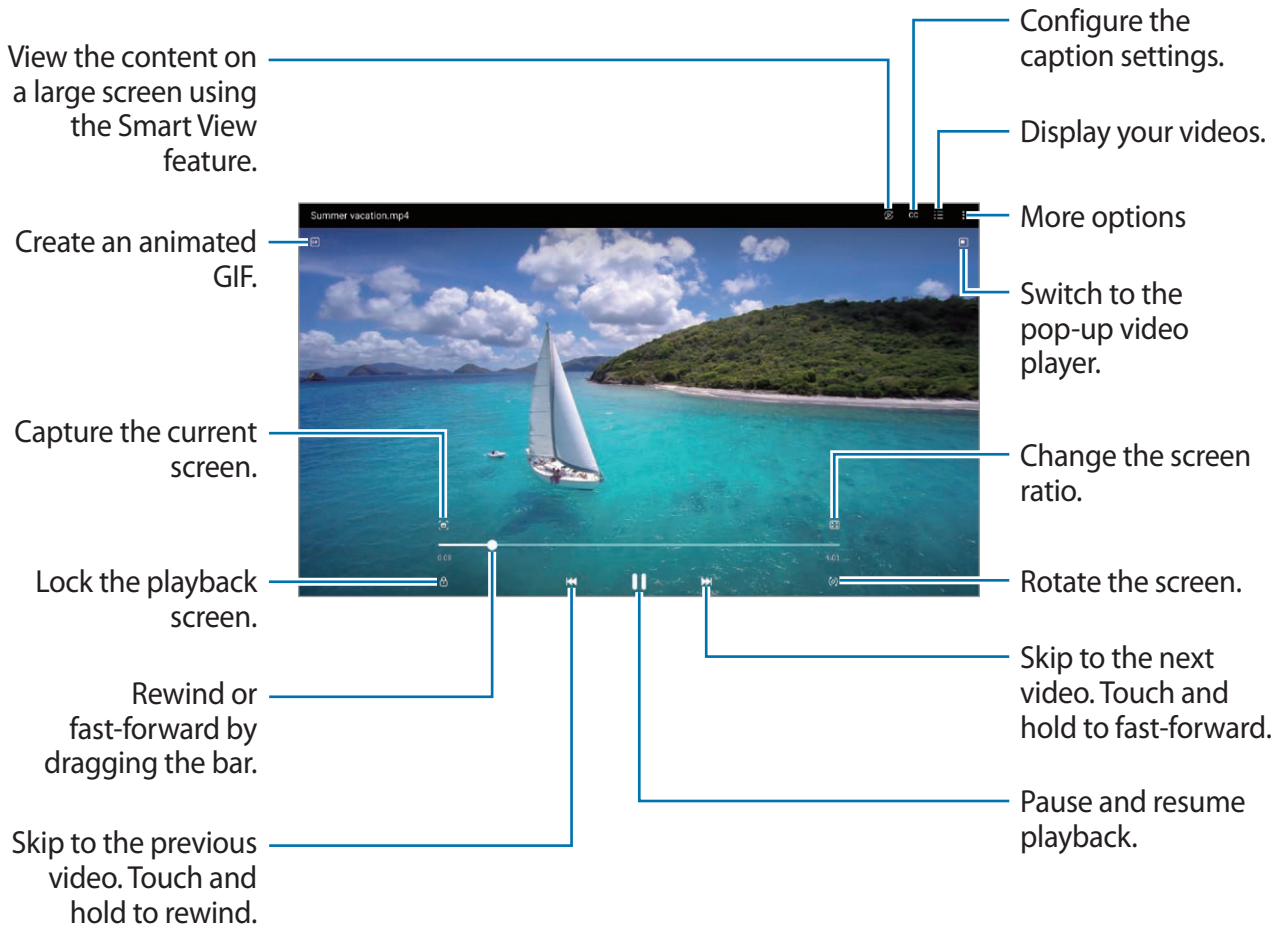 Configure the
caption settings.
View the content on
a large screen using
the Smart View
feature.
Display your videos.
Summer vacation.mp4
CC
More options
Create an animated
GIF.
Switch to the
pop-up video
player.
Capture the current
screen.
Change the screen
ratio.
Lock the playback
screen.
Rotate the screen.
Rewind or
fast-forward by
dragging the bar.
Skip to the next
video. Touch and
hold to fast-forward.
Pause and resume
playback.
Skip to the previous
video. Touch and
hold to rewind.